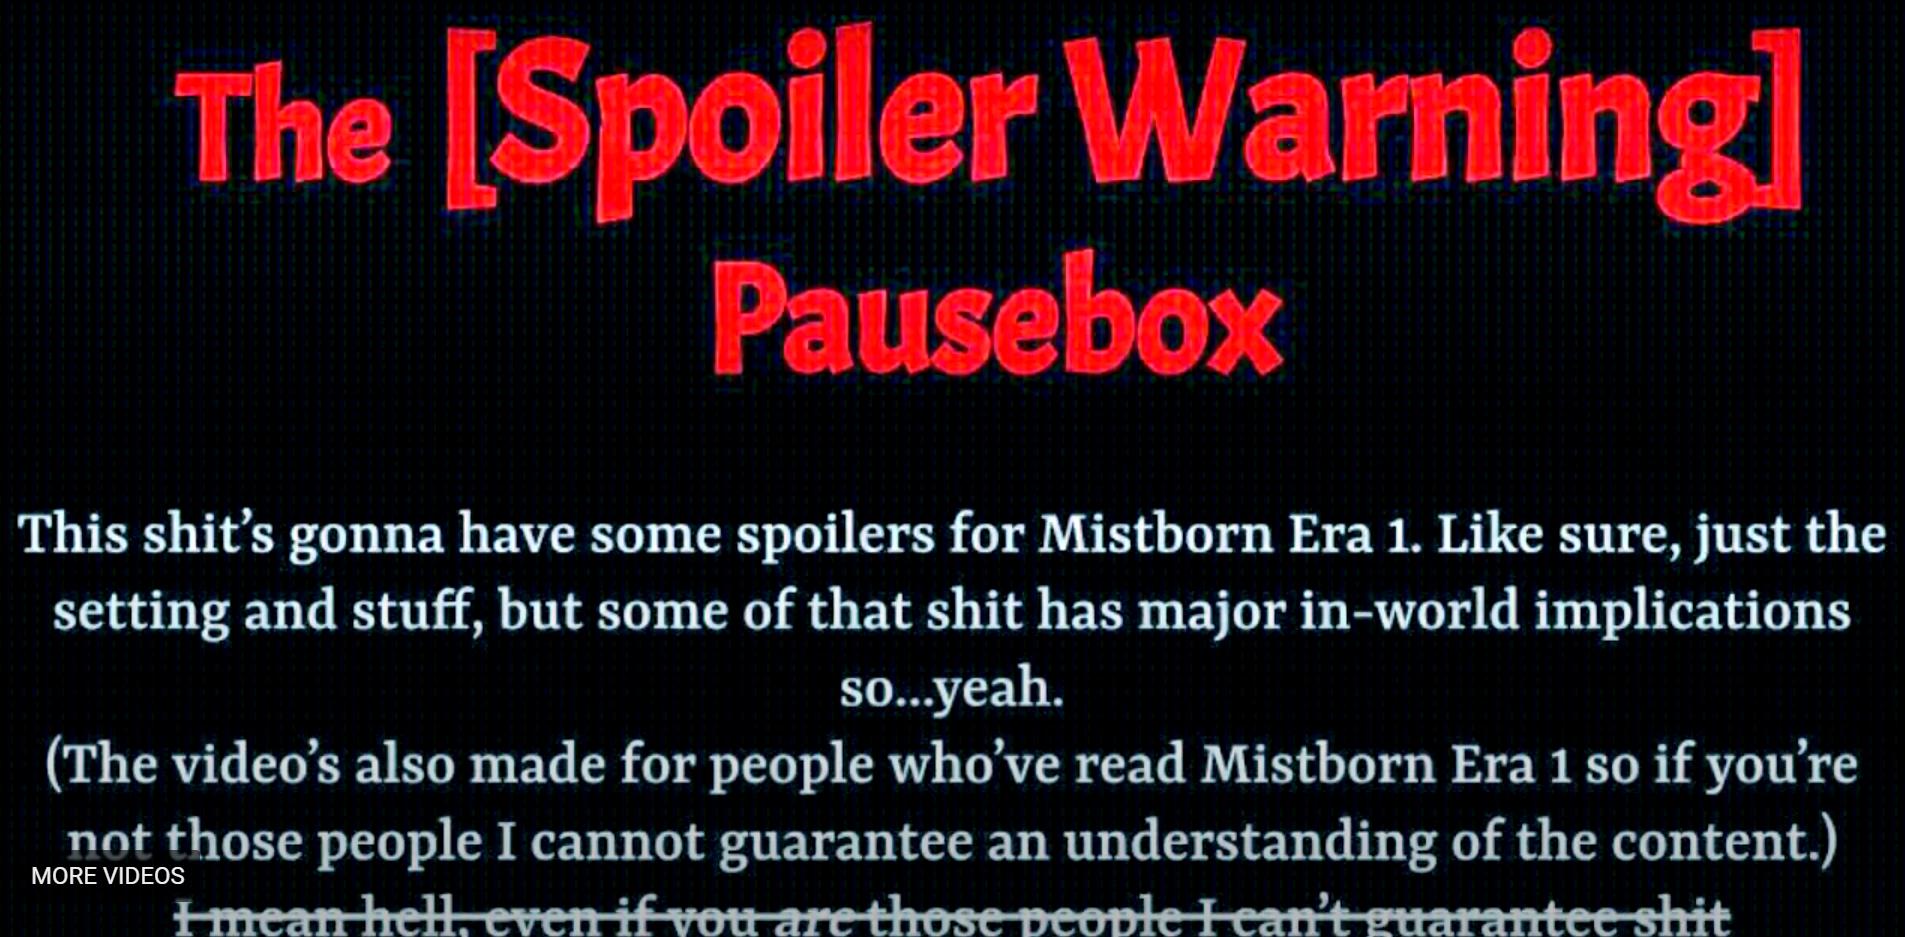 The [Spoiler Warning]
Pausebox
This shit's gonna have some spoilers for Mistborn Era 1. Like sure, just the
setting and stuff, but some of that shit has major in-world implications
so...yeah.
(The video's also made for people who've read Mistborn Era 1 so if you're
not those people I cannot guarantee an understanding of the content.)
MORE VIDEOS
I mean hell, even if you are those people I can't guarantee shit